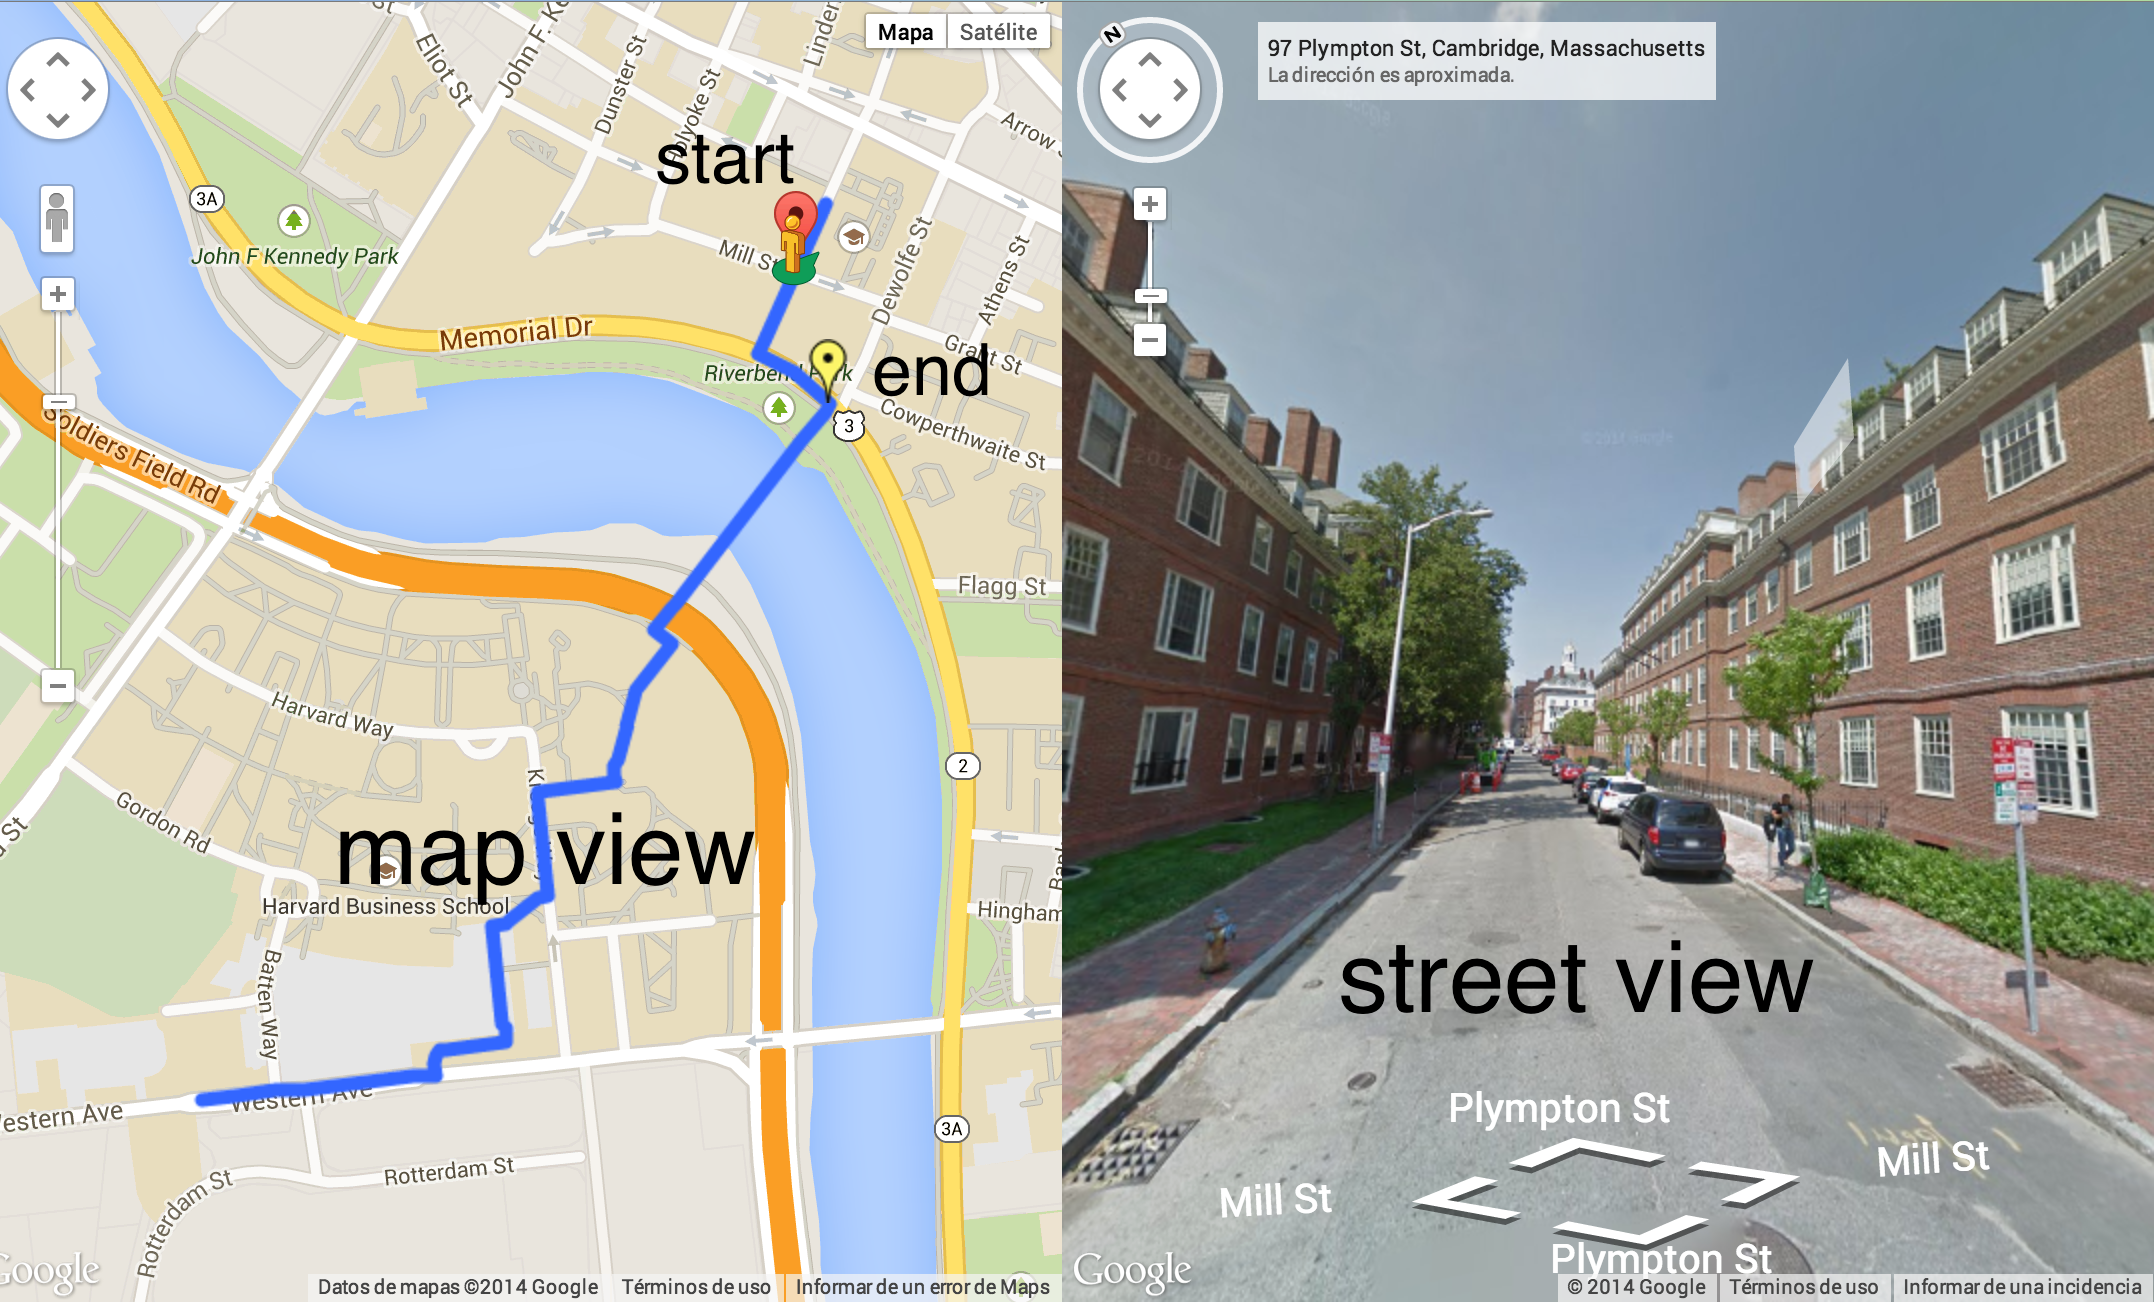 Mapa
Satélite
Linden
Eliot St
John F. Ke
Dunster St
Holyoke St
Arrow S
start
3A
John F Kennedy Park
Mill St
Dewolfe St
Athens St
Memorial Dr
Grant St
Riverbend Park
end
Cowperthwaite St
3
Soldiers Field Rd
Flagg St
Harvard Way
2
Gordon Rd
map view
Harvard Business School
Hingham
Batten Way
Western Ave
Western Ave
3A
Rotterdam St
Rotterdam St
Google
Datos de mapas ©2014 Google
Términos de uso
Informar de un error de Maps
N
97 Plympton St, Cambridge, Massachusetts
La dirección es aproximada.
© 2014 Google
street view
Plympton St
Mill St
Mill St
Plympton St
Google
© 2014 Google
Términos de uso
Informar de una incidencia